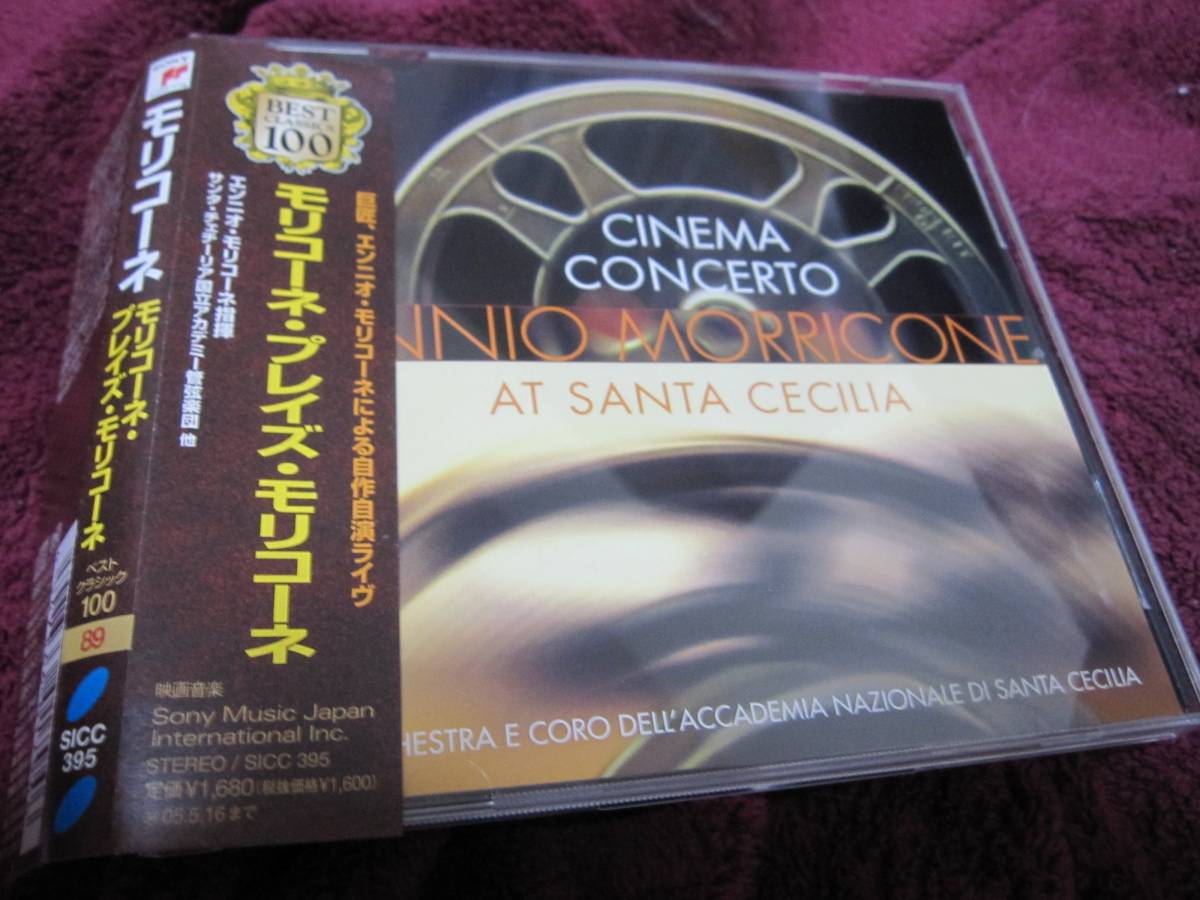 SONY
モリコーネ
モリコーネ・
プレイズ・モリコーネ
ベスト
クラシック
100
89
SICC
395
BEST
CLASSICS
100
巨匠、エンニオ・モリコーネによる自作自演ライヴ
モリコーネ・プレイズ・モリコーネ
エンニオ・モリコーネ指揮
サンタ・チェチーリア国立アカデミー管弦楽団 他
映画音楽
Sony Music Japan
International Inc.
STEREO / SICC 395
定価¥1,680(税抜価格¥1,600)
05.5.16まで
CINEMA
CONCERTO
NNIO MORRICONE
AT SANTA CECILIA
HESTRA E CORO DELL'ACCADEMIA NAZIONALE DI SANTA CECILIA